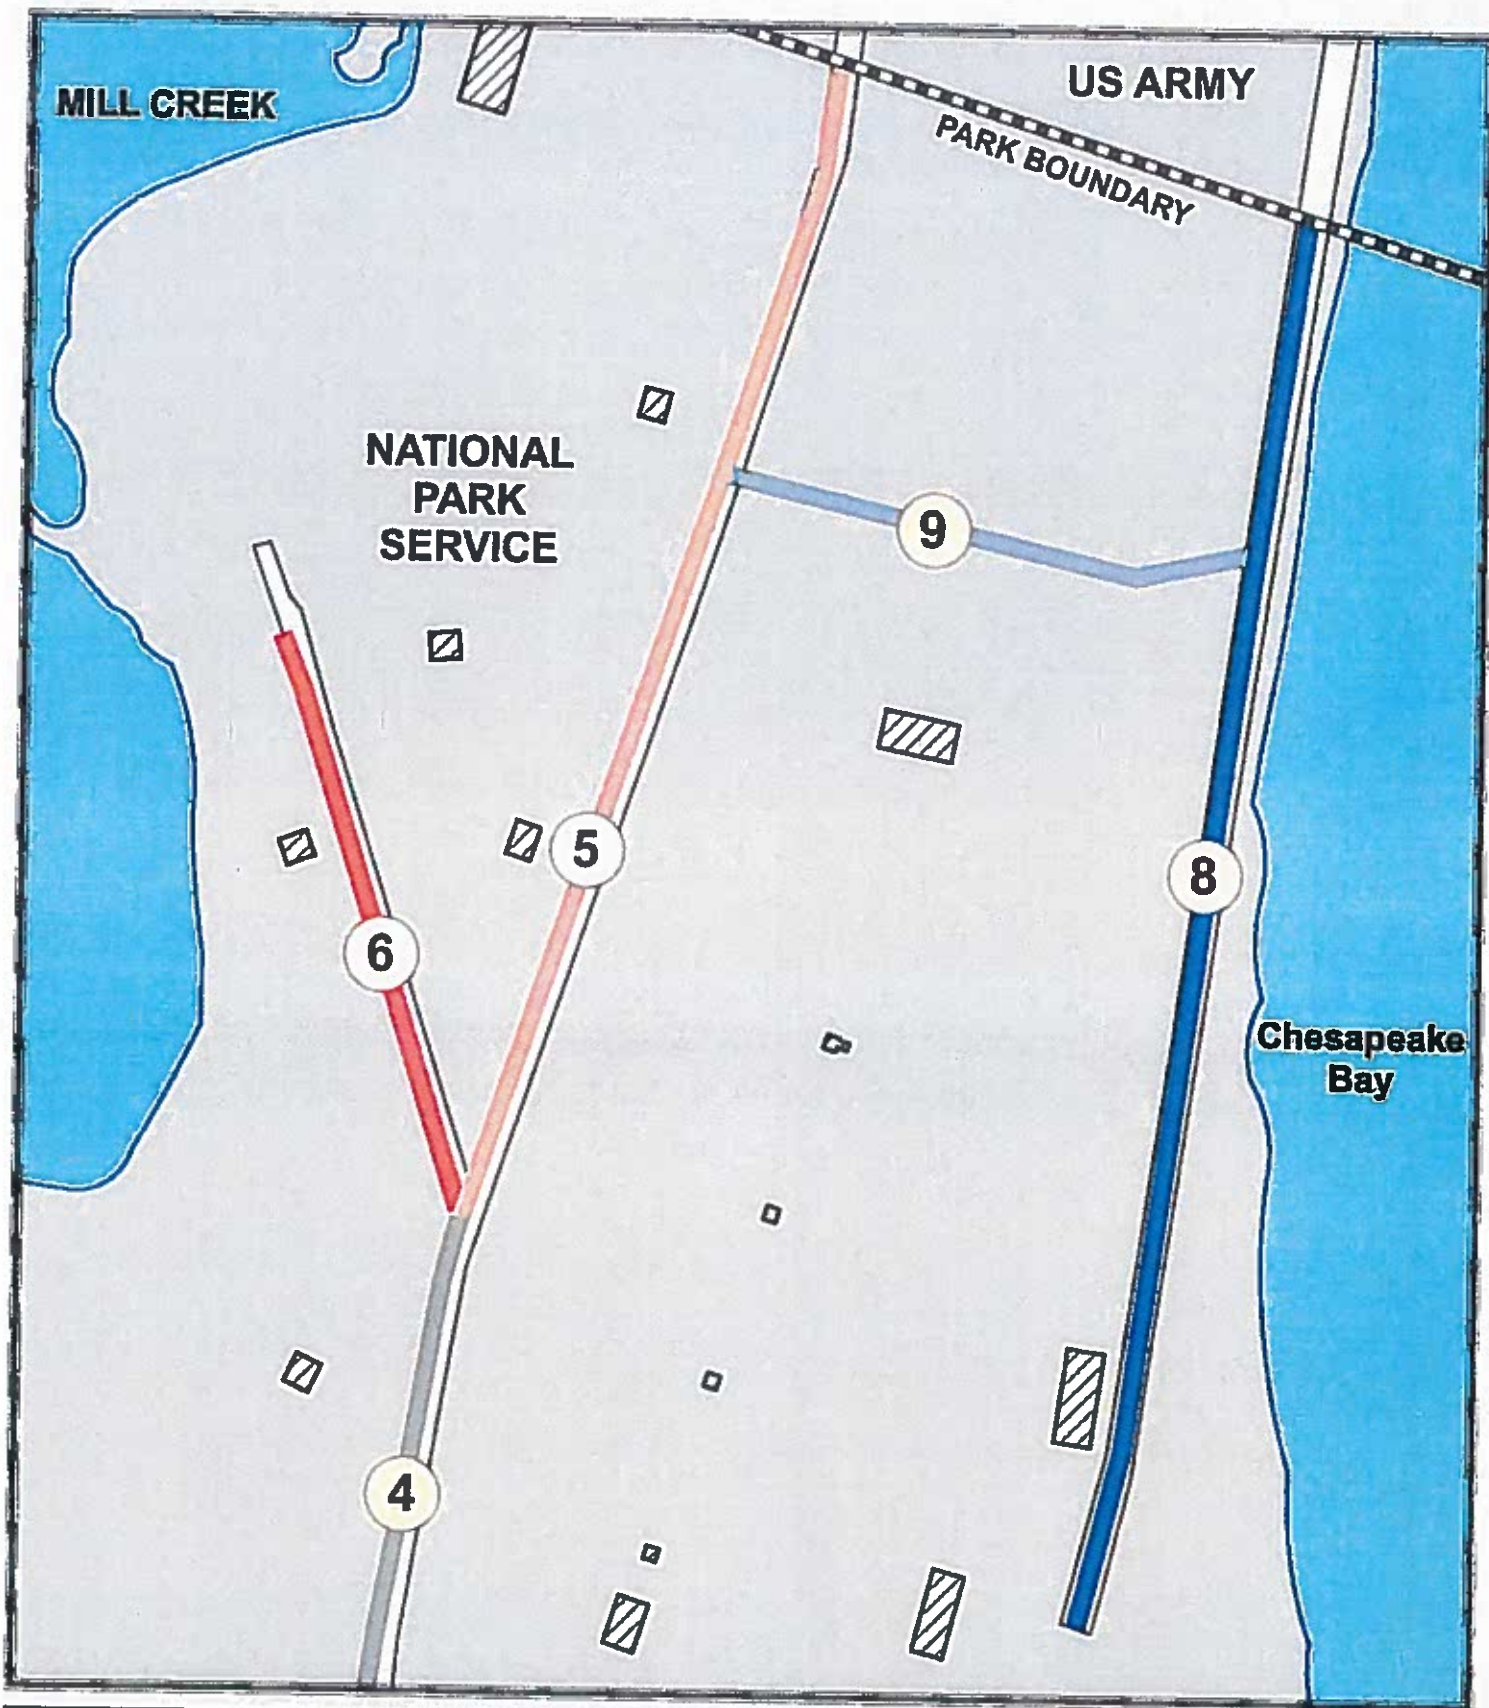 US ARMY
MILL CREEK
PARK BOUNDARY
NATIONAL
PARK
SERVICE
9
5
8
6
Chesapeake
Bay
4